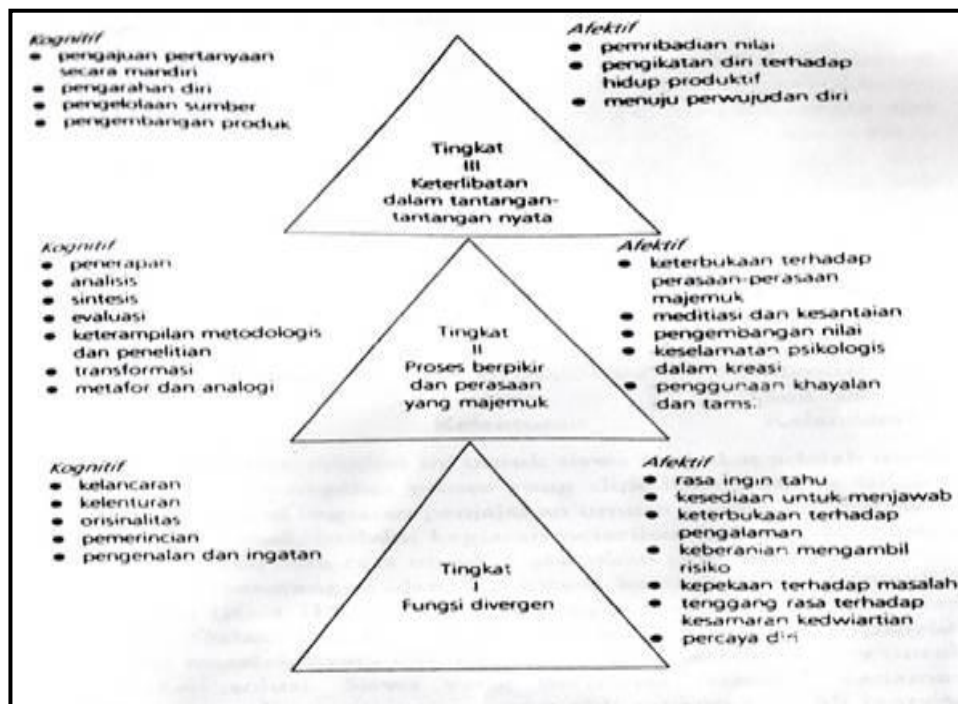 Kognitif
• pengajuan pertanyaan
secara mandiri
• pengarahan diri
• pengelolaan sumber
• pengembangan produk
Afektif
• pemribadian nilai
• pengikatan diri terhadap
hidup produktif
• menuju perwujudan diri
Tingkat
III
Keterlibatan
dalam tantangan-
tantangan nyata
Kognitif
• penerapan
• analisis
• sintesis
• evaluasi
• keterampilan metodologis
dan penelitian
• transformasi
• metafor dan analogi
Afektif
• keterbukaan terhadap
perasaan-perasaan
majemuk
• meditiasi dan kesantaian
• pengembangan nilai
• keselamatan psikologis
dalam kreasi
• penggunaan khayalan
dan tams.
Tingkat
II
Proses berpikir
dan perasaan
yang majemuk
Kognitif
• kelancaran
• kelenturan
• orisinalitas
• pemerincian
• pengenalan dan ingatan
Afektif
• rasa ingin tahu
• kesediaan untuk menjawab
• keterbukaan terhadap
pengalaman
• keberanian mengambil
risiko
• kepekaan terhadap masalah
• tenggang rasa terhadap
kesamaran kedwiartian
• percaya diri
Tingkat
I
Fungsi divergen